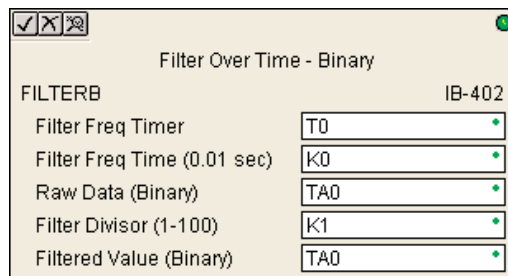 Filter Over Time - Binary
FILTERB IB-402
Filter Freq Timer T0
Filter Freq Time (0.01 sec) K0
Raw Data (Binary) TA0
Filter Divisor (1-100) K1
Filtered Value (Binary) TA0